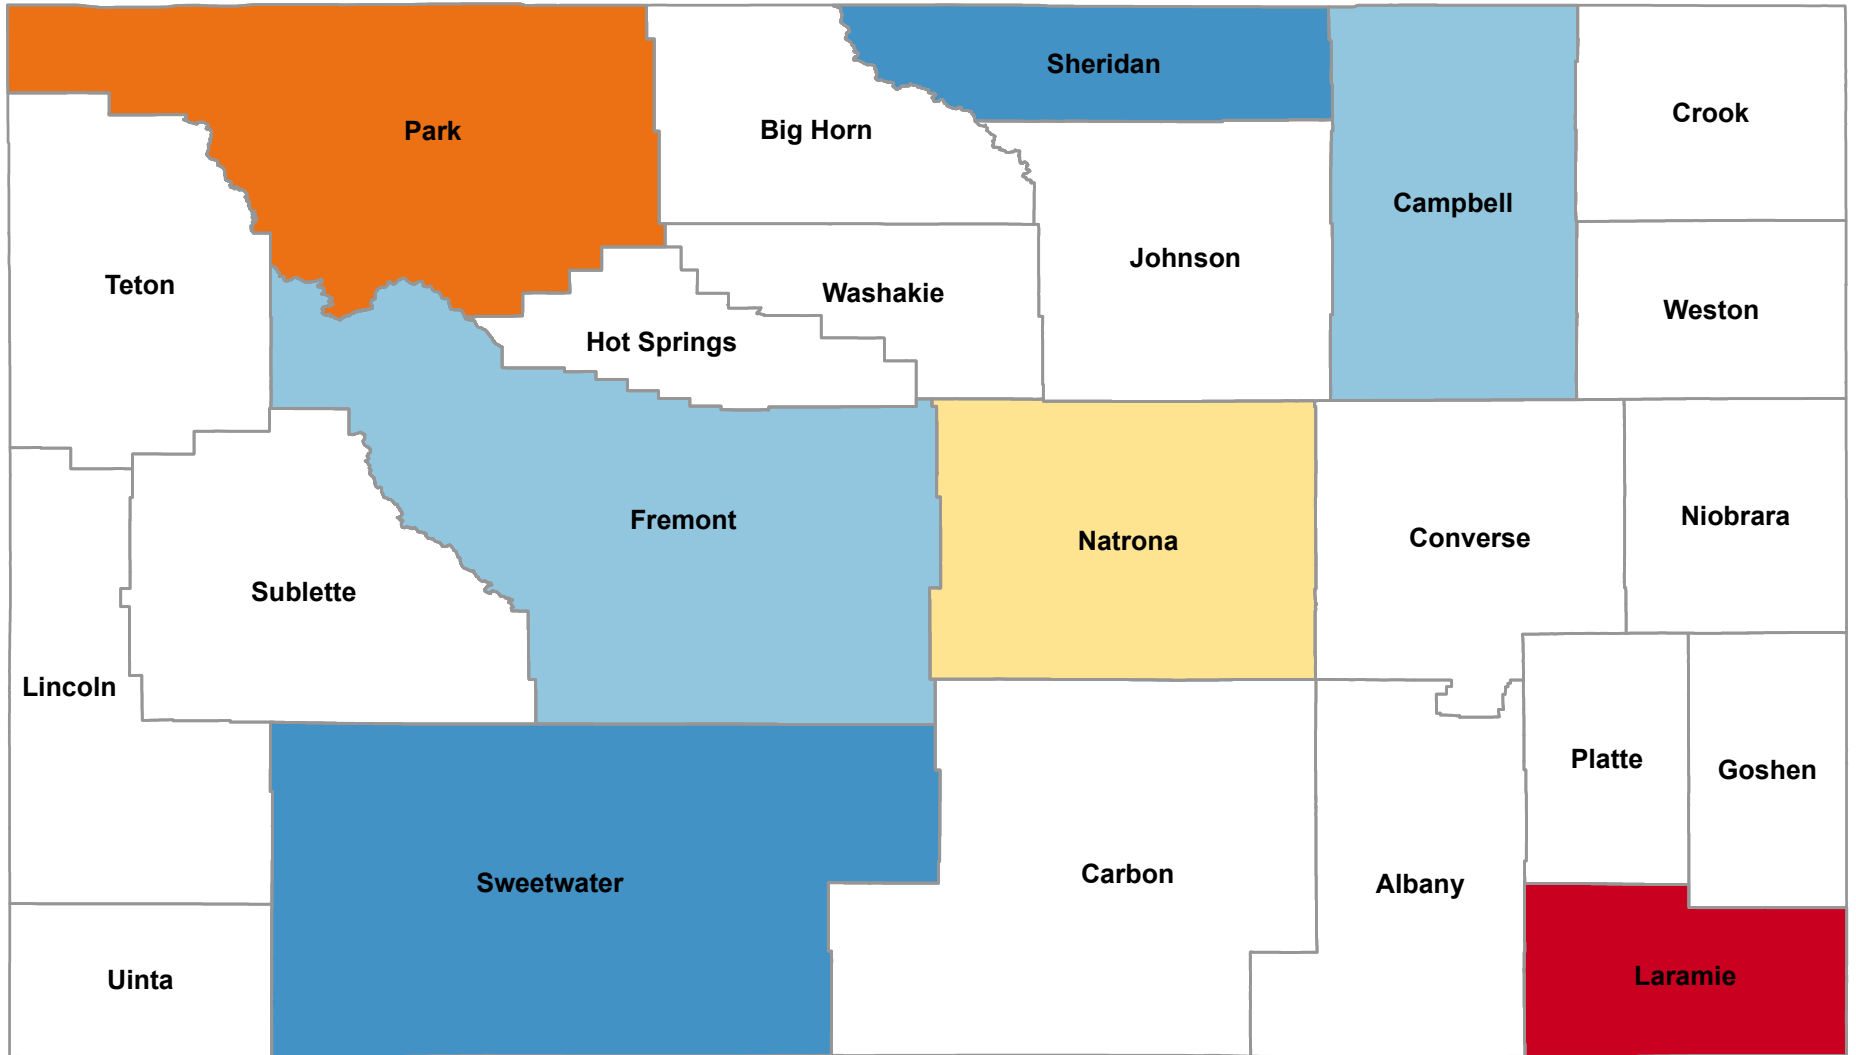 Sheridan
Crook
Park
Big Horn
Campbell
Johnson
Teton
Washakie
Weston
Hot Springs
Fremont
Natrona
Converse
Niobrara
Sublette
Lincoln
Platte
Goshen
Sweetwater
Carbon
Albany
Uinta
Laramie